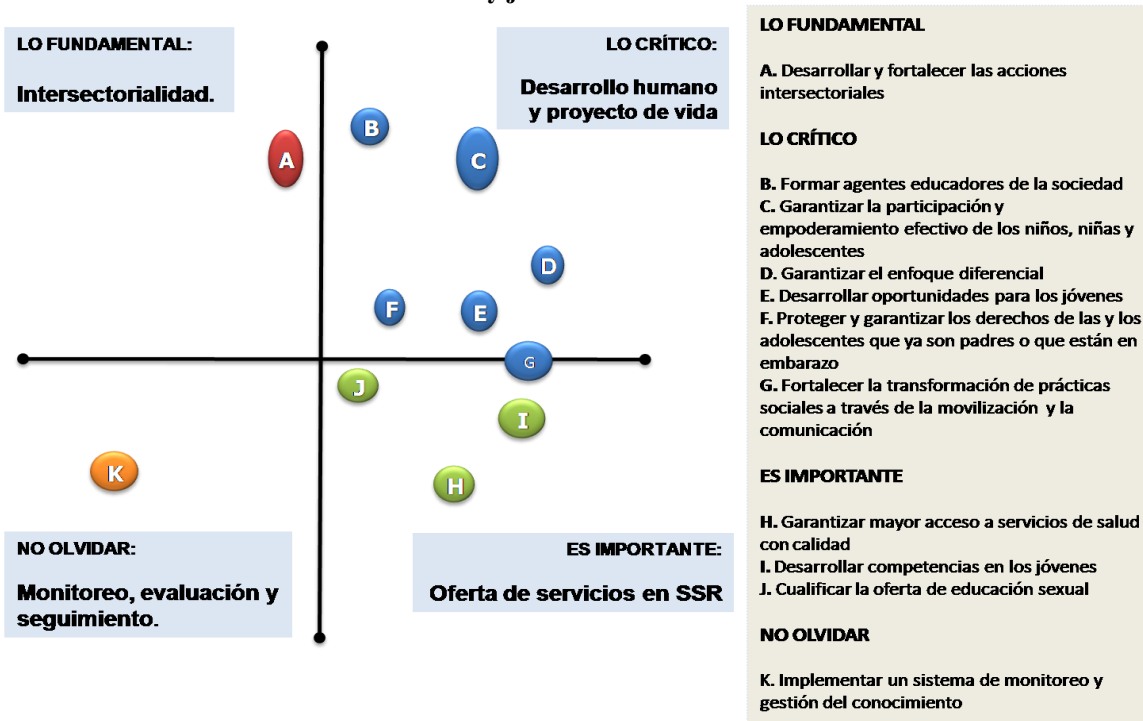 y j
LO FUNDAMENTAL:
Intersectorialidad.
LO CRÍTICO:
Desarrollo humano
y proyecto de vida
A
B
C
D
F
E
G
J
I
K
H
NO OLVIDAR:
Monitoreo, evaluación y
seguimiento.
ES IMPORTANTE:
Oferta de servicios en SSR
LO FUNDAMENTAL
A. Desarrollar y fortalecer las acciones
intersectoriales
LO CRÍTICO
B. Formar agentes educadores de la sociedad
C. Garantizar la participación y
empoderamiento efectivo de los niños, niñas y
adolescentes
D. Garantizar el enfoque diferencial
E. Desarrollar oportunidades para los jóvenes
F. Proteger y garantizar los derechos de las y los
adolescentes que ya son padres o que están en
embarazo
G. Fortalecer la transformación de prácticas
sociales a través de la movilización y la
comunicación
ES IMPORTANTE
H. Garantizar mayor acceso a servicios de salud
con calidad
I. Desarrollar competencias en los jóvenes
J. Cualificar la oferta de educación sexual
NO OLVIDAR
K. Implementar un sistema de monitoreo y
gestión del conocimiento